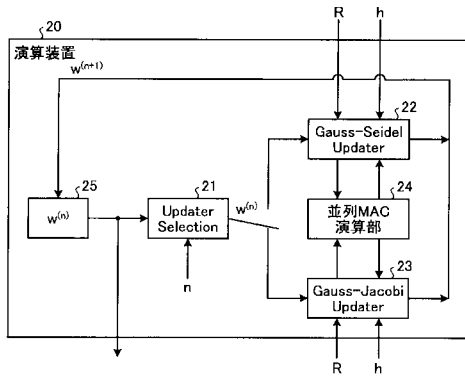 R h
20
演算装置
w(n+1)
22
Gauss-Seidel
Updater
25
w(n)
21
Updater
Selection
w(n)
24
並列MAC
演算部
n
23
Gauss-Jacobi
Updater
R h